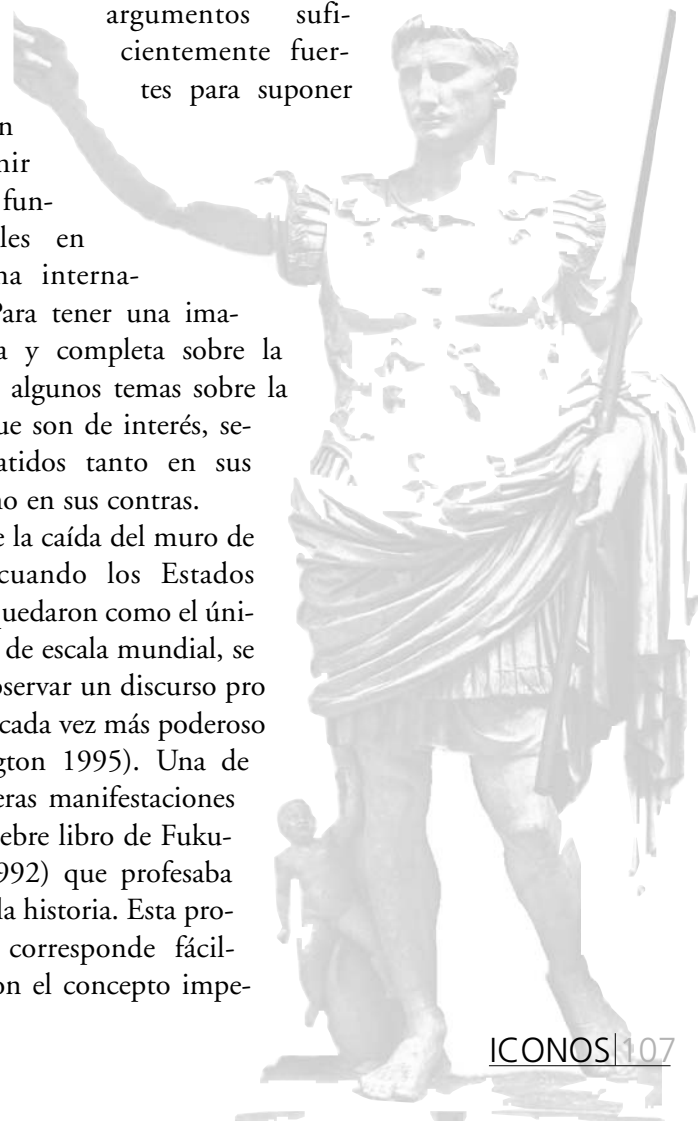 argumentos sufi-
cientemente fuer-
tes para suponer
n
nir
fun-
les en
na interna-
Para tener una ima-
a y completa sobre la
algunos temas sobre la
ue son de interés, se-
atidos tanto en sus
no en sus contras.
e la caída del muro de
cuando los Estados
uedaron como el úni-
de escala mundial, se
bservar un discurso pro
cada vez más poderoso
gton 1995). Una de
eras manifestaciones
ebre libro de Fuku-
992) que profesaba
la historia. Esta pro-
corresponde fácil-
on el concepto impe-
ICONOS|107